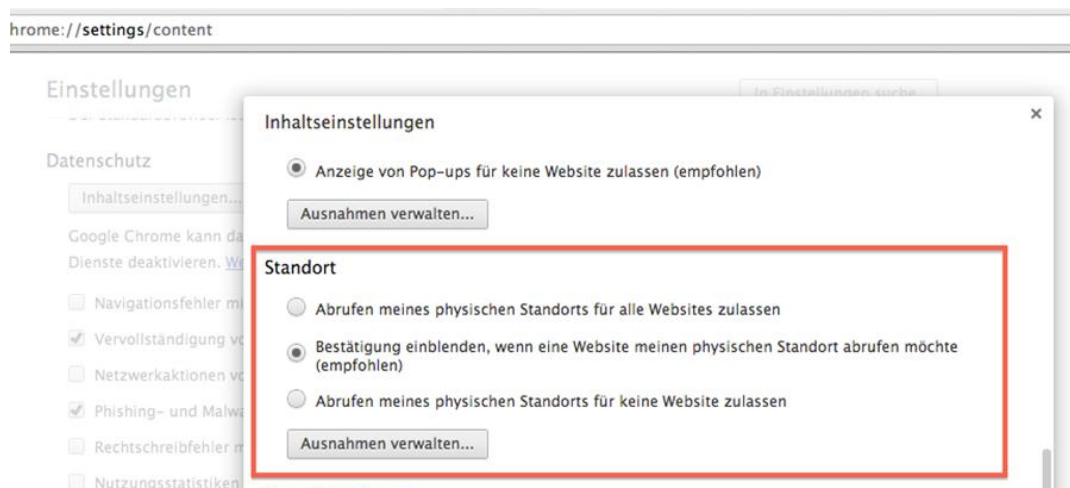 hrome://settings/content
Einstellungen
In Einstellungen suche
Inhaltseinstellungen
Datenschutz
Anzeige von Pop-ups für keine Website zulassen (empfohlen)
Inhaltseinstellungen...
Ausnahmen verwalten...
Google Chrome kann da
Dienste deaktivieren. We
Standort
Navigationsfehler mi
Abrufen meines physischen Standorts für alle Websites zulassen
Vervollständigung vo
Bestätigung einblenden, wenn eine Website meinen physischen Standort abrufen möchte
(empfohlen)
Netzwerkaktionen vo
Abrufen meines physischen Standorts für keine Website zulassen
Phishing- und Malwa
Rechtschreibfehler m
Ausnahmen verwalten...
Nutzungsstatistiken